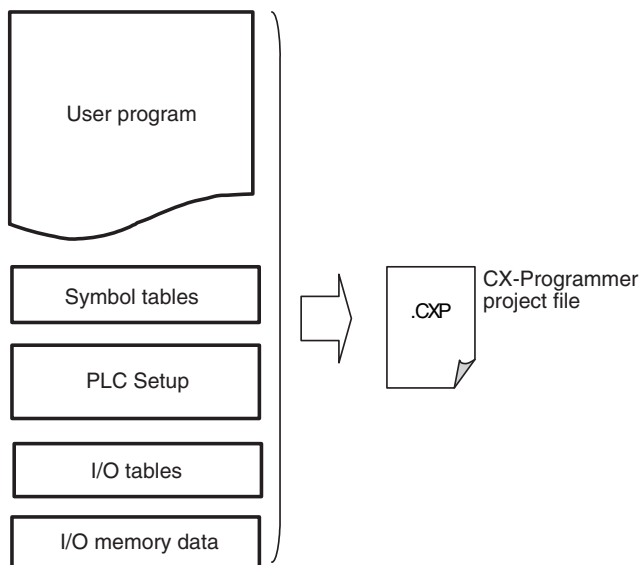 User program
Symbol tables
PLC Setup
I/O tables
I/O memory data
.CXP
CX-Programmer
project file